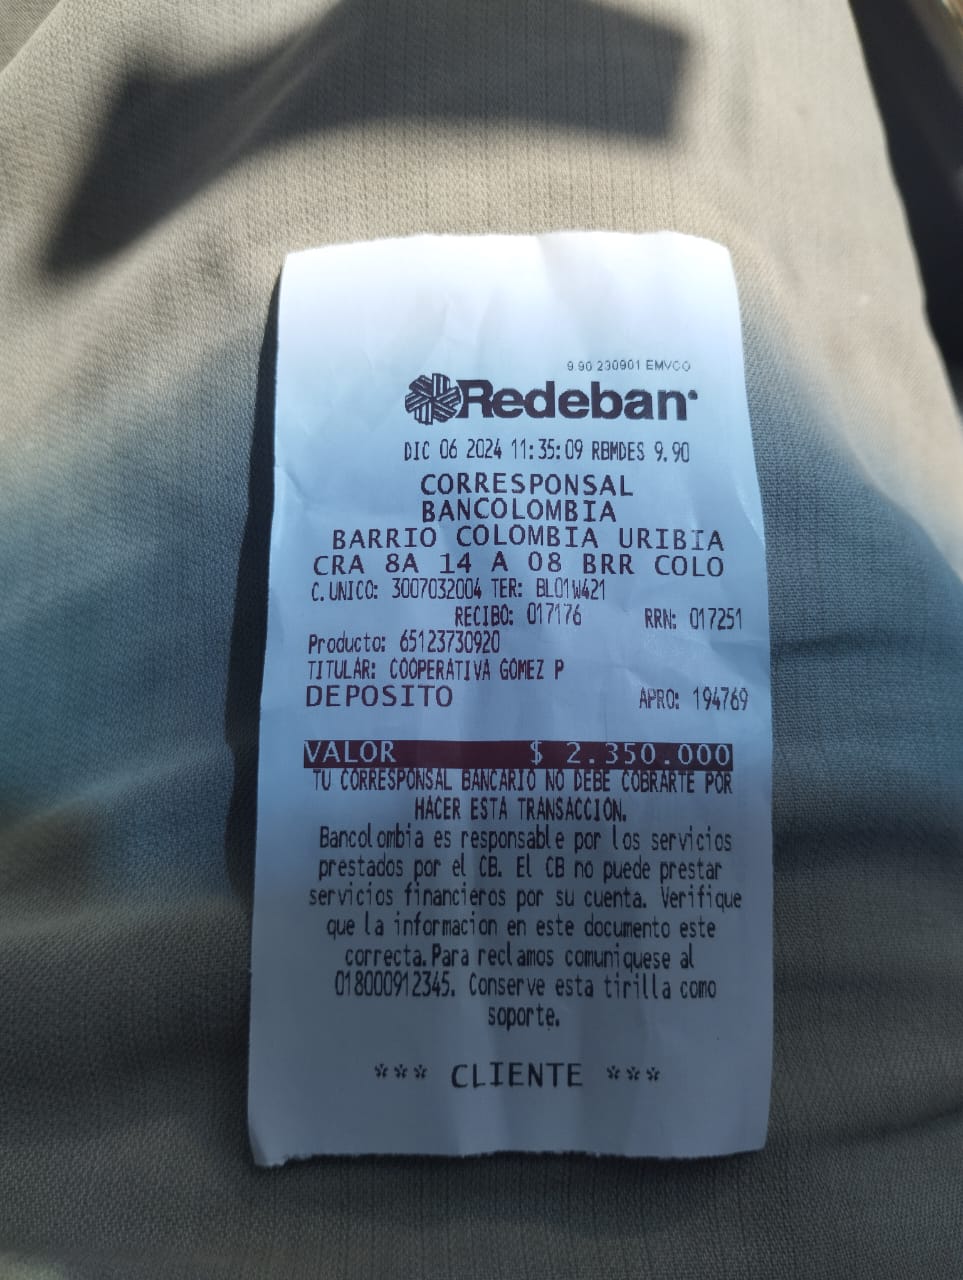 9.90 230901 EMVCO
Redeban
DIC 06 2024 11:35:09 RBMDES 9.90
CORRESPONSAL
BANCOLOMBIA
BARRIO COLOMBIA URIBIA
CRA 8A 14 A 08 BRR COLO
C.UNICO: 3007032004 TER: BL01W421
RECIBO: 017176 RRN: 017251
Producto: 65123730920
TITULAR: COOPERATIVA GOMEZ P
DEPOSITO APRO: 194769
VALOR $ 2.350.000
TU CORRESPONSAL BANCARIO NO DEBE COBRARTE POR
HACER ESTA TRANSACCION.
Bancolombia es responsable por los servicios
prestados por el CB. El CB no puede prestar
servicios financieros por su cuenta. Verifique
que la informacion en este documento este
correcta.Para reclamos comuniquese al
018000912345. Conserve esta tirilla como
soporte.
*** CLIENTE ***